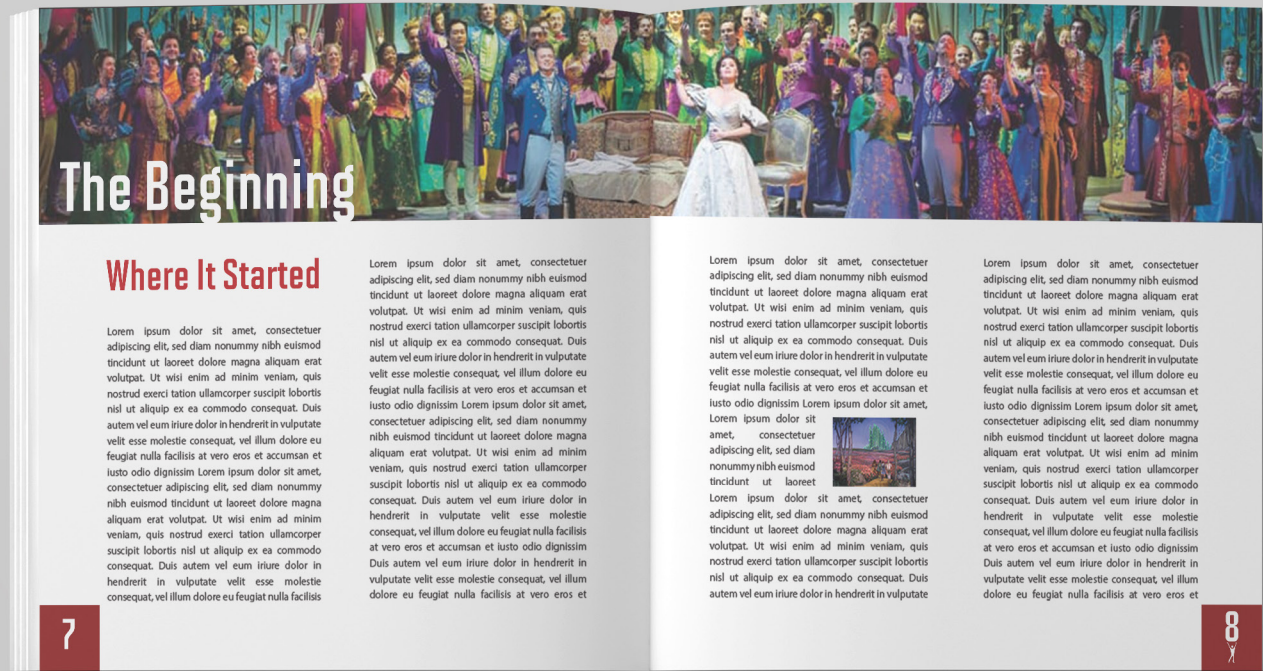 The Beginning
Where It Started
Lorem ipsum dolor sit amet, consectetuer
adipiscing elit, sed diam nonummy nibh euismod
tincidunt ut laoreet dolore magna aliquam erat
volutpat. Ut wisi enim ad minim veniam, quis
nostrud exerci tation ullamcorper suscipit lobortis
nisl ut aliquip ex ea commodo consequat. Duis
autem vel eum iriure dolor in hendrerit in vulputate
velit esse molestie consequat, vel illum dolore eu
feugiat nulla facilisis at vero eros et accumsan et
iusto odio dignissim Lorem ipsum dolor sit amet,
consectetuer adipiscing elit, sed diam nonummy
nibh euismod tincidunt ut laoreet dolore magna
aliquam erat volutpat. Ut wisi enim ad minim
veniam, quis nostrud exerci tation ullamcorper
suscipit lobortis nisl ut aliquip ex ea commodo
consequat. Duis autem vel eum iriure dolor in
hendrerit in vulputate velit esse molestie
consequat, vel illum dolore eu feugiat nulla facilisis
Lorem ipsum dolor sit amet, consectetuer
adipiscing elit, sed diam nonummy nibh euismod
tincidunt ut laoreet dolore magna aliquam erat
volutpat. Ut wisi enim ad minim veniam, quis
nostrud exerci tation ullamcorper suscipit lobortis
nisl ut aliquip ex ea commodo consequat. Duis
autem vel eum iriure dolor in hendrerit in vulputate
velit esse molestie consequat, vel illum dolore eu
feugiat nulla facilisis at vero eros et accumsan et
iusto odio dignissim Lorem ipsum dolor sit amet,
consectetuer adipiscing elit, sed diam nonummy
nibh euismod tincidunt ut laoreet dolore magna
aliquam erat volutpat. Ut wisi enim ad minim
veniam, quis nostrud exerci tation ullamcorper
suscipit lobortis nisl ut aliquip ex ea commodo
consequat. Duis autem vel eum iriure dolor in
hendrerit in vulputate velit esse molestie
consequat, vel illum dolore eu feugiat nulla facilisis
at vero eros et accumsan et iusto odio dignissim
Duis autem vel eum iriure dolor in hendrerit in
vulputate velit esse molestie consequat, vel illum
dolore eu feugiat nulla facilisis at vero eros et
7
Lorem ipsum dolor sit amet, consectetuer
adipiscing elit, sed diam nonummy nibh euismod
tincidunt ut laoreet dolore magna aliquam erat
volutpat. Ut wisi enim ad minim veniam, quis
nostrud exerci tation ullamcorper suscipit lobortis
nisl ut aliquip ex ea commodo consequat. Duis
autem vel eum iriure dolor in hendrerit in vulputate
velit esse molestie consequat, vel illum dolore eu
feugiat nulla facilisis at vero eros et accumsan et
iusto odio dignissim Lorem ipsum dolor sit amet,
Lorem ipsum dolor sit
amet, consectetuer
adipiscing elit, sed diam
nonummy nibh euismod
tincidunt ut laoreet
Lorem ipsum dolor sit amet, consectetuer
adipiscing elit, sed diam nonummy nibh euismod
tincidunt ut laoreet dolore magna aliquam erat
volutpat. Ut wisi enim ad minim veniam, quis
nostrud exerci tation ullamcorper suscipit lobortis
nisl ut aliquip ex ea commodo consequat. Duis
autem vel eum iriure dolor in hendrerit in vulputate
Lorem ipsum dolor sit amet, consectetuer
adipiscing elit, sed diam nonummy nibh euismod
tincidunt ut laoreet dolore magna aliquam erat
volutpat. Ut wisi enim ad minim veniam, quis
nostrud exerci tation ullamcorper suscipit lobortis
nisl ut aliquip ex ea commodo consequat. Duis
autem vel eum iriure dolor in hendrerit in vulputate
velit esse molestie consequat, vel illum dolore eu
feugiat nulla facilisis at vero eros et accumsan et
iusto odio dignissim Lorem ipsum dolor sit amet,
consectetuer adipiscing elit, sed diam nonummy
nibh euismod tincidunt ut laoreet dolore magna
aliquam erat volutpat. Ut wisi enim ad minim
veniam, quis nostrud exerci tation ullamcorper
suscipit lobortis nisl ut aliquip ex ea commodo
consequat. Duis autem vel eum iriure dolor in
hendrerit in vulputate velit esse molestie
consequat, vel illum dolore eu feugiat nulla facilisis
at vero eros et accumsan et iusto odio dignissim
Duis autem vel eum iriure dolor in hendrerit in
vulputate velit esse molestie consequat, vel illum
dolore eu feugiat nulla facilisis at vero eros et
8